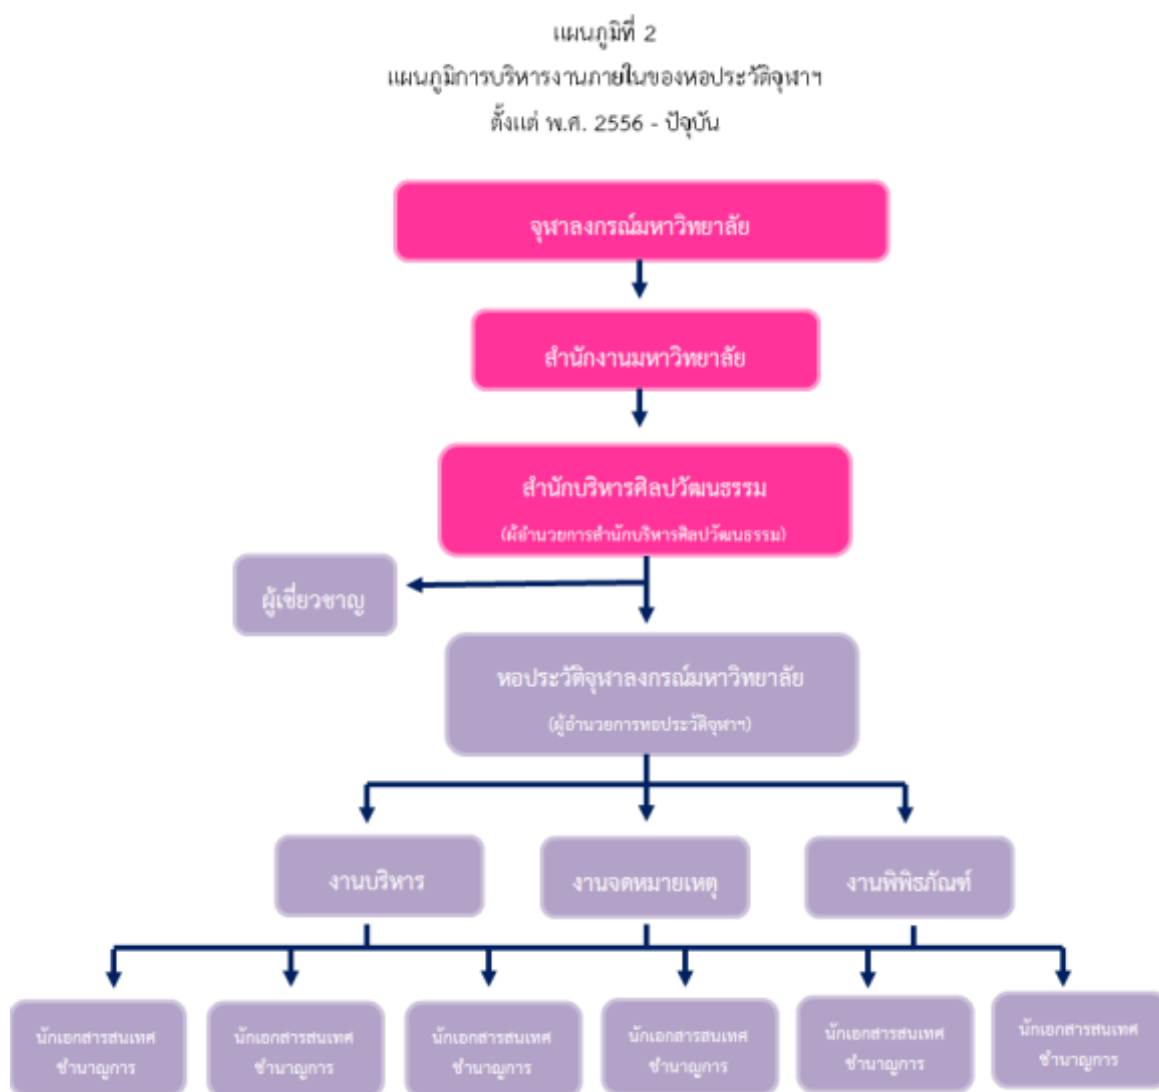 แผนภูมิที่ 2
แผนภูมิการบริหารงานภายในของหอประวัติจุฬาฯ
ตั้งแต่ พ.ศ. 2556 - ปัจุบัน
จุฬาลงกรณ์มหาวิทยาลัย
สำนักงานมหาวิทยาลัย
สำนักบริหารศิลปวัฒนธรรม
(ผู้อำนวยการสำนักบริหารศิลปวัฒนธรรม)
ผู้เชี่ยวชาญ
หอประวัติจุฬาลงกรณ์มหาวิทยาลัย
(ผู้อำนวยการหอประวัติจุฬาฯ)
งานบริหาร
งานจดหมายเหตุ
งานพิพิธภัณฑ์
นักเอกสารสนเทศ
ชำนาญการ
นักเอกสารสนเทศ
ชำนาญการ
นักเอกสารสนเทศ
ชำนาญการ
นักเอกสารสนเทศ
ชำนาญการ
นักเอกสารสนเทศ
ชำนาญการ
นักเอกสารสนเทศ
ชำนาญการ